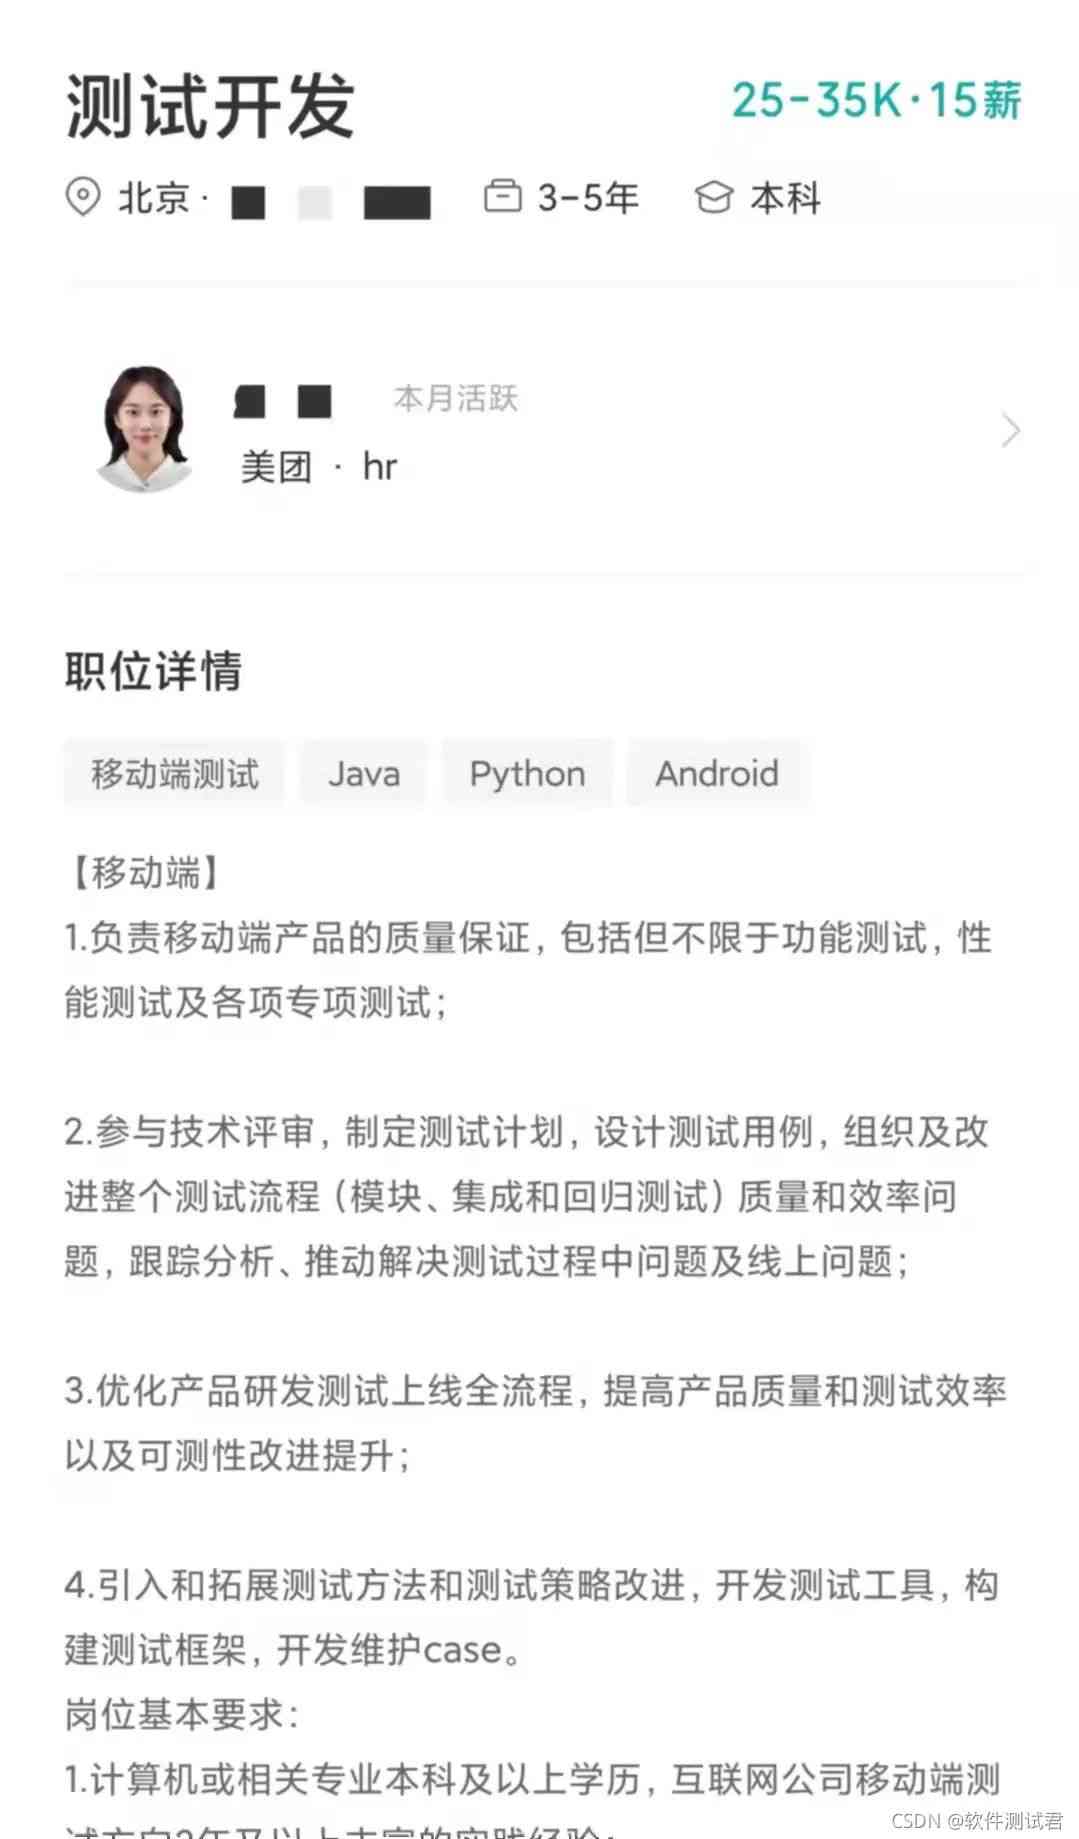 测试开发
25-35K·15薪
北京·
3-5年
本科
本月活跃
美团 · hr
职位详情
移动端测试
Java
Python
Android
【移动端】
1.负责移动端产品的质量保证，包括但不限于功能测试，性
能测试及各项专项测试；
2.参与技术评审，制定测试计划，设计测试用例，组织及改
进整个测试流程（模块、集成和回归测试）质量和效率问
题，跟踪分析、推动解决测试过程中问题及线上问题；
3.优化产品研发测试上线全流程，提高产品质量和测试效率
以及可测性改进提升；
4.引入和拓展测试方法和测试策略改进，开发测试工具，构
建测试框架，开发维护case。
岗位基本要求：
1.计算机或相关专业本科及以上学历，互联网公司移动端测
CSDN @软件测试君